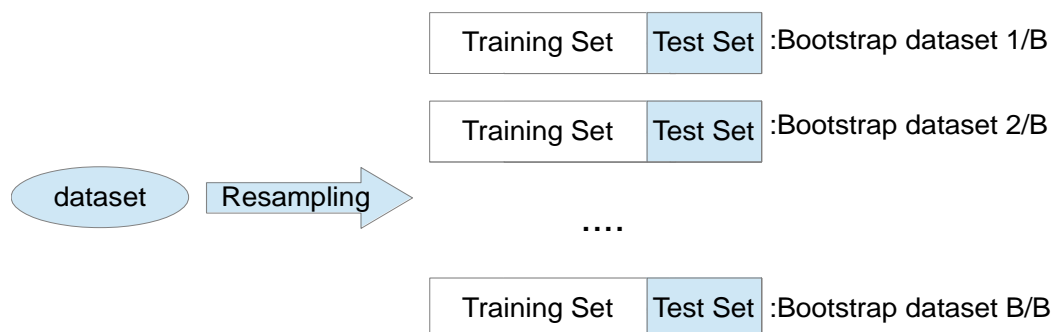 Training Set Test Set :Bootstrap dataset 1/B
Training Set Test Set :Bootstrap dataset 2/B
dataset Resampling
....
Training Set Test Set :Bootstrap dataset B/B